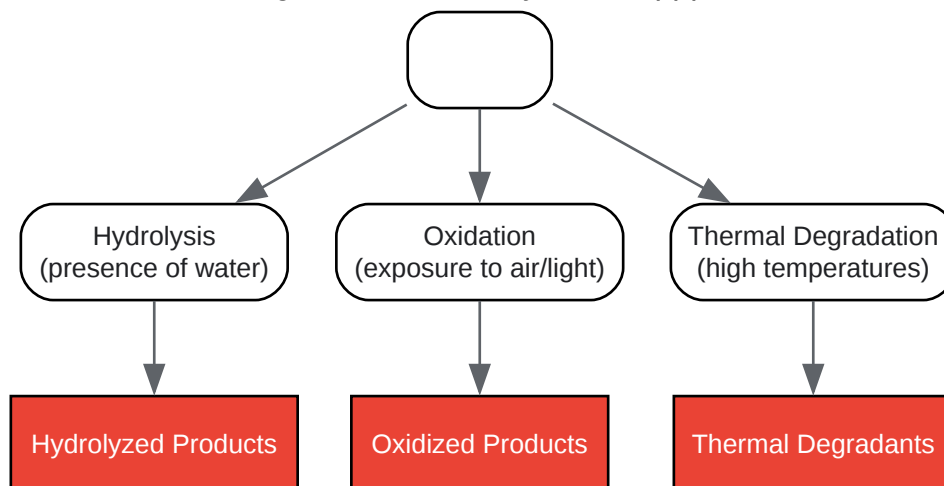 Hydrolysis
(presence of water)
Oxidation
(exposure to air/light)
Thermal Degradation
(high temperatures)
Hydrolyzed Products
Oxidized Products
Thermal Degradants